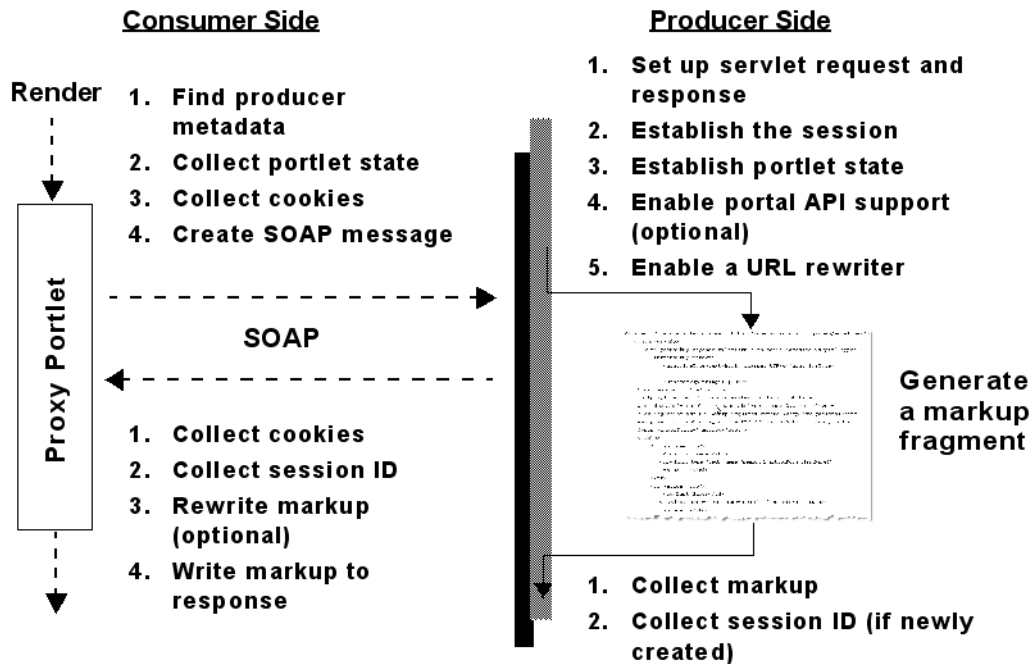 Consumer Side
Render
1. Find producer
metadata
2. Collect portlet state
3. Collect cookies
4. Create SOAP message
Proxy Portlet
SOAP
1. Collect cookies
2. Collect session ID
3. Rewrite markup
(optional)
4. Write markup to
response
Producer Side
1. Set up servlet request and
response
2. Establish the session
3. Establish portlet state
4. Enable portal API support
(optional)
5. Enable a URL rewriter
Generate
a markup
fragment
1. Collect markup
2. Collect session ID (if newly
created)